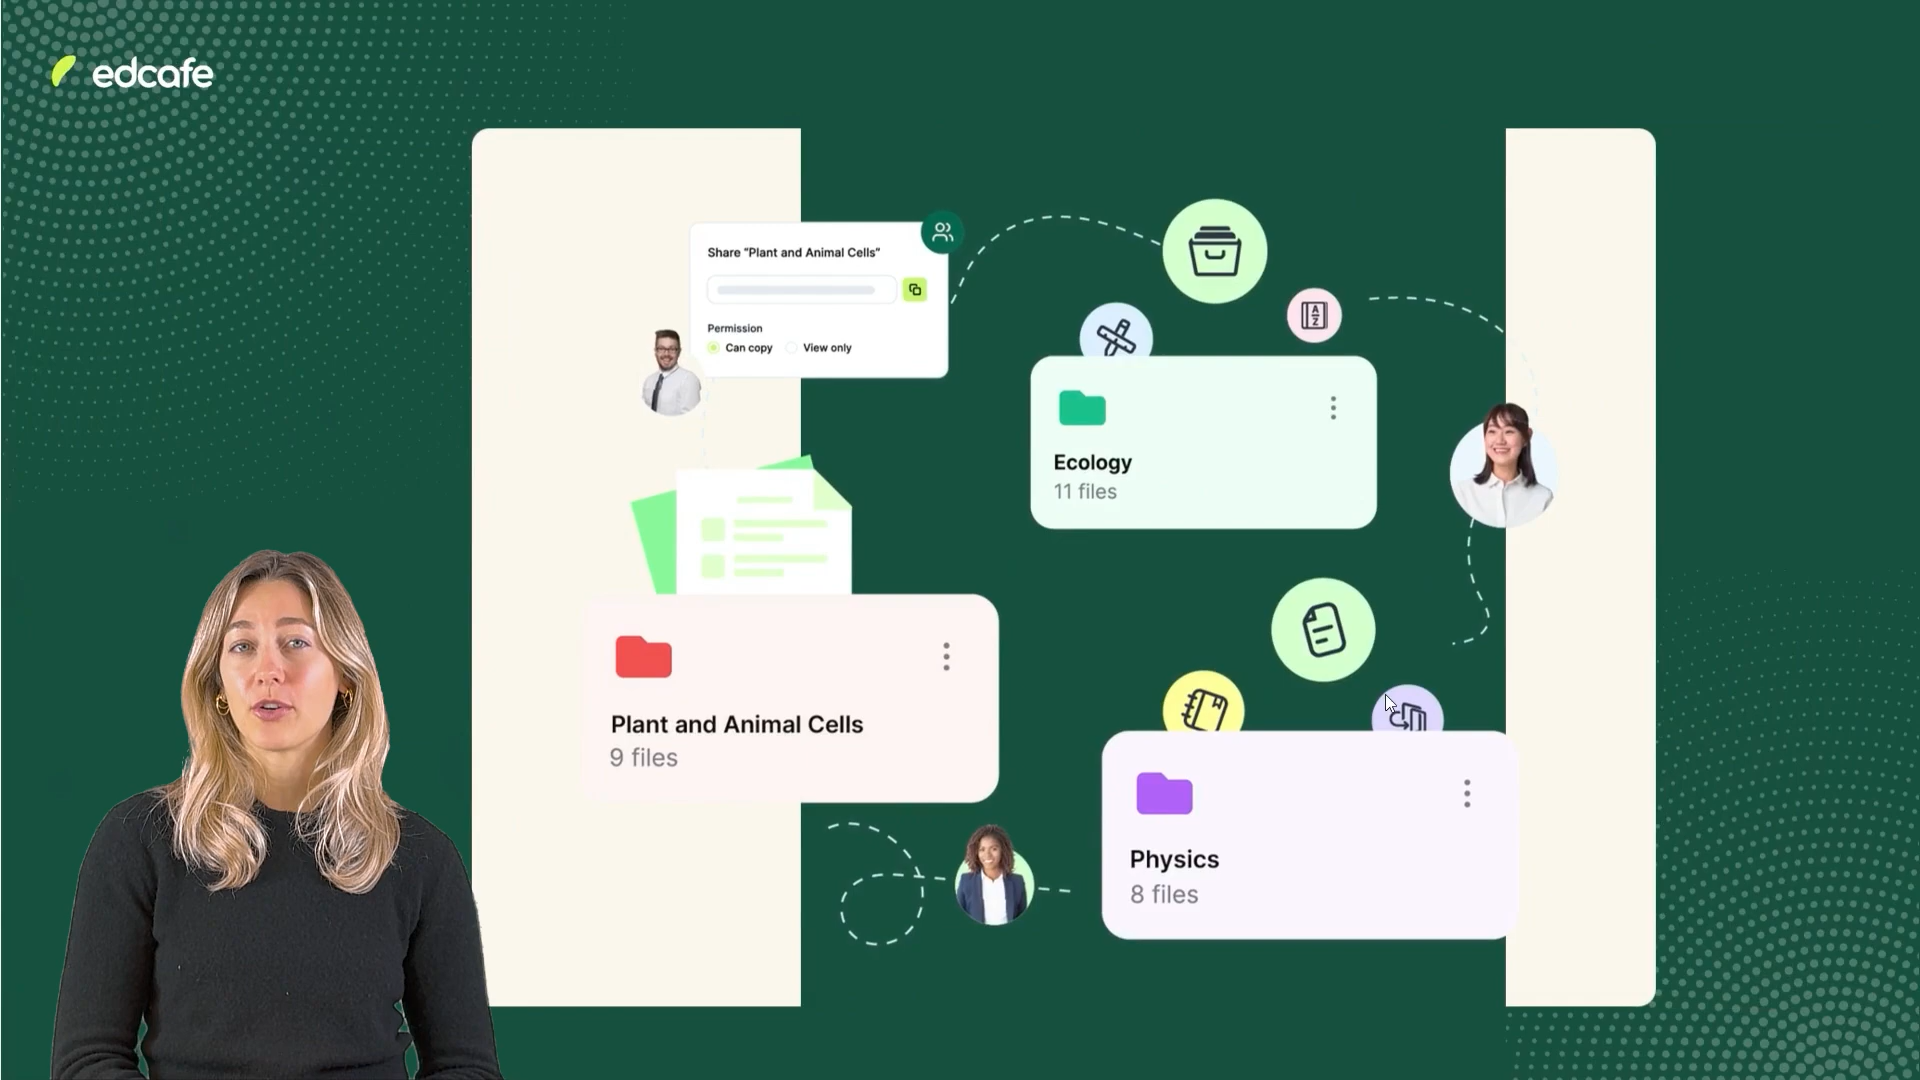 edcafe
Share “Plant and Animal Cells”
Permission
Can copy View only
A
Z
Ecology
11 files
Plant and Animal Cells
9 files
Physics
8 files